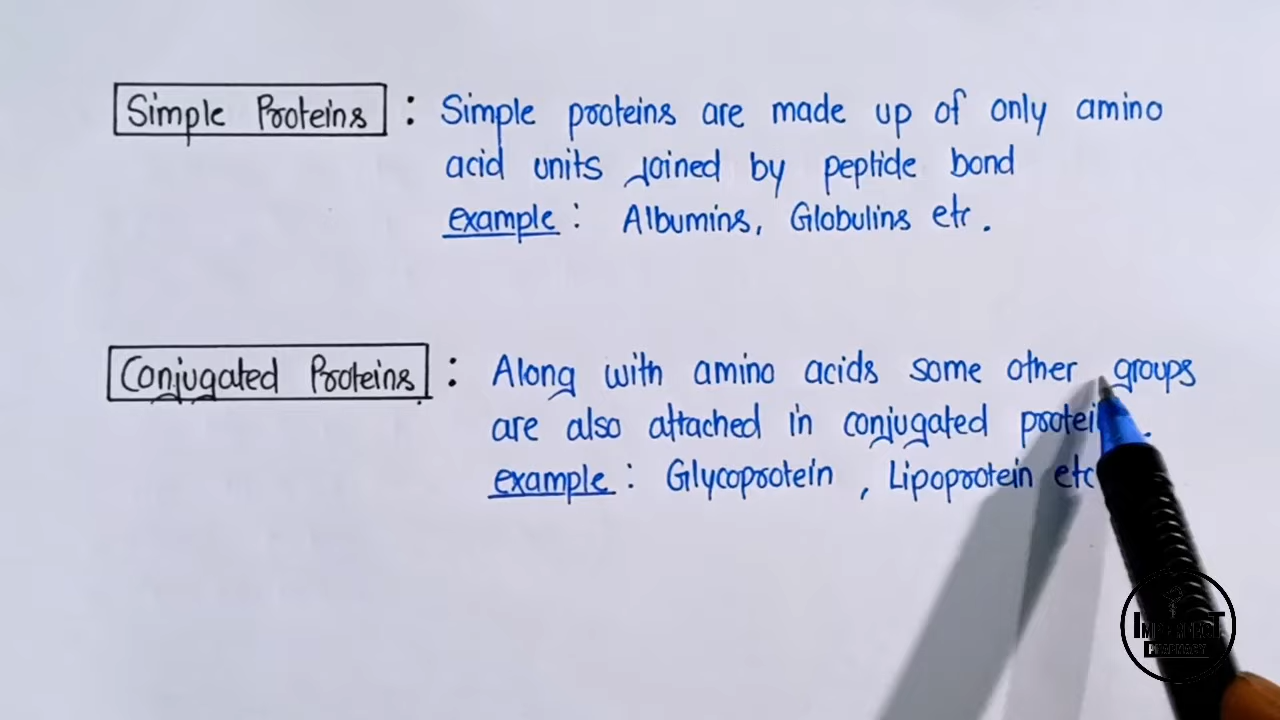 Simple Proteins : Simple proteins are made up of only amino
acid units joined by peptide bond
example : Albumins, Globulins etc.
Conjugated Proteins : Along with amino acids some other groups
are also attached in conjugated protei .
example : Glycoprotein , Lipoprotein etc
IMPERFECT
PHARMACY